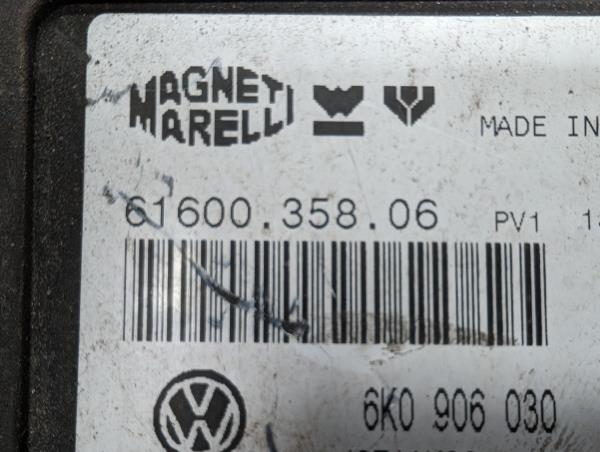 MAGNETI
MARELLI
MADE IN
61600.358.06 PV1
6K0 906 030